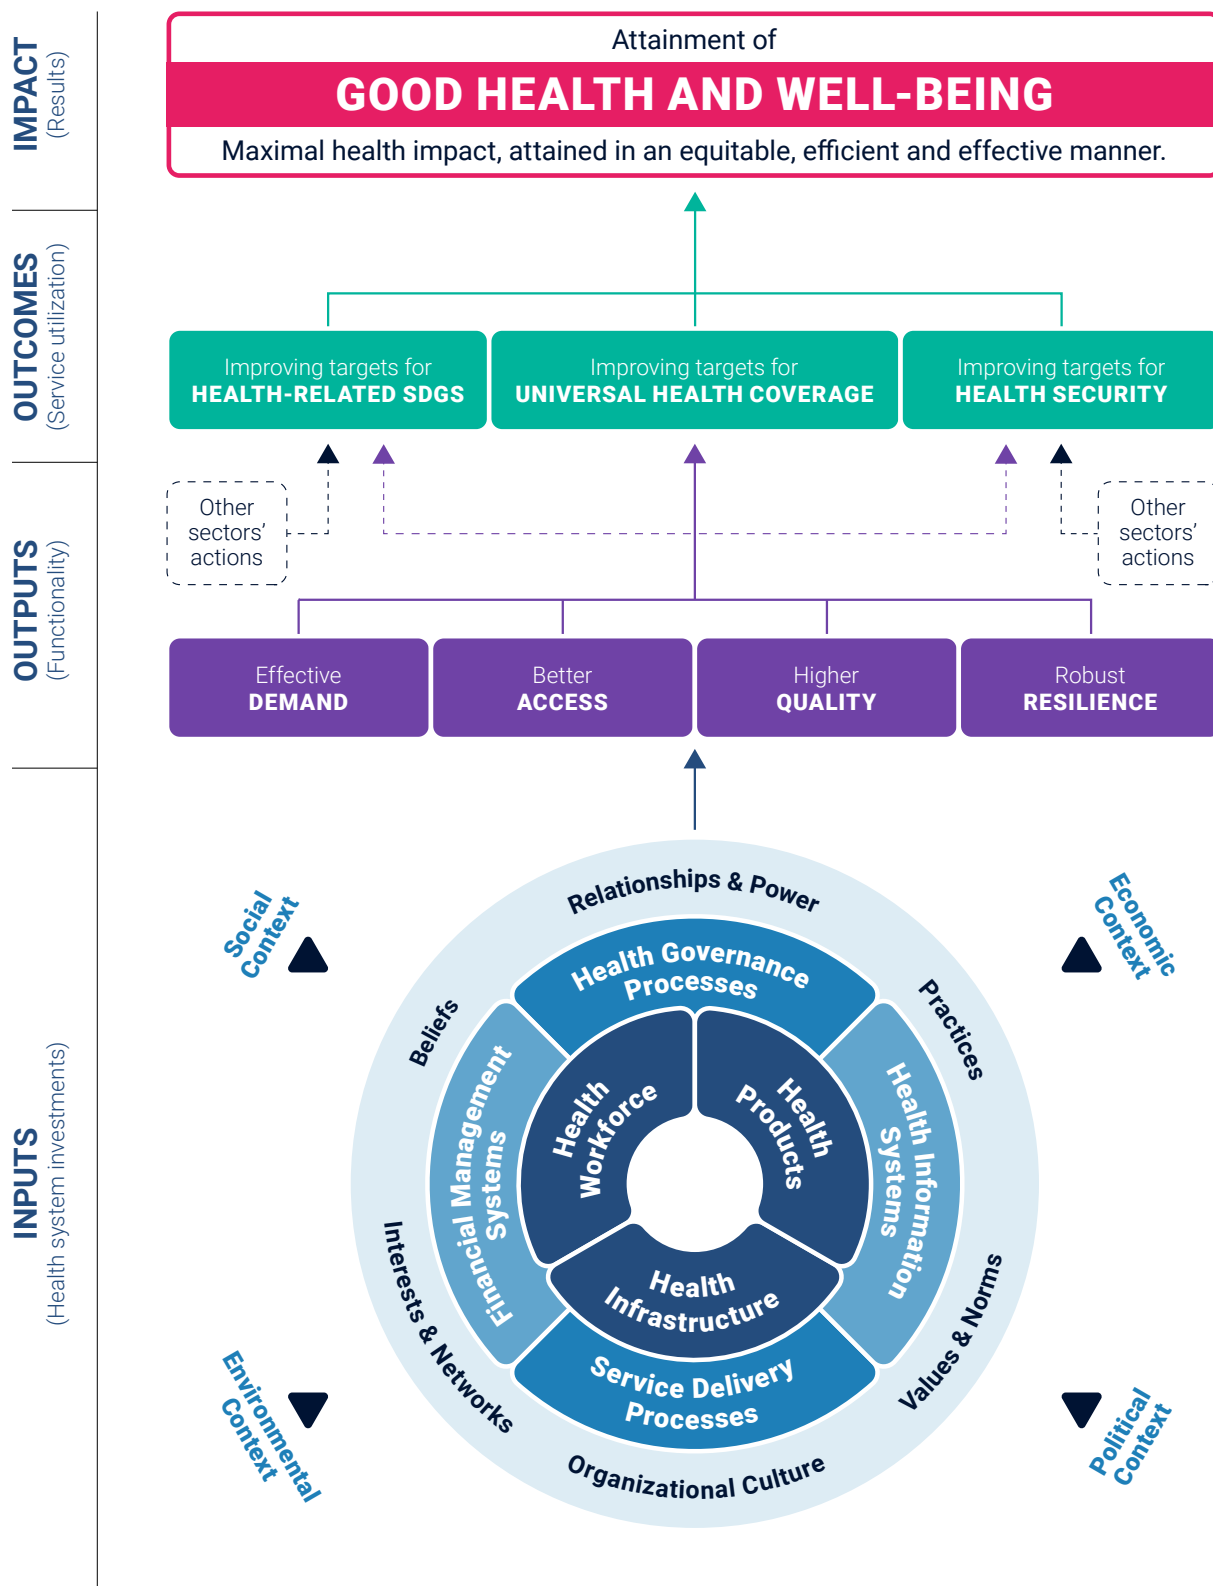 IMPACT
(Results)
Attainment of
GOOD HEALTH AND WELL-BEING
Maximal health impact, attained in an equitable, efficient and effective manner.
OUTCOMES
(Service utilization)
Improving targets for
HEALTH-RELATED SDGS
Improving targets for
UNIVERSAL HEALTH COVERAGE
Improving targets for
HEALTH SECURITY
OUTPUTS
(Functionality)
Other
sectors’
actions
Other
sectors’
actions
Effective
DEMAND
Better
ACCESS
Higher
QUALITY
Robust
RESILIENCE
INPUTS
(Health system investments)
Social
Context
Economic
Context
Relationships & Power
Beliefs
Practices
Health Governance
Processes
Financial Management
Systems
Health
Workforce
Health
Products
Health Information
Systems
Health
Infrastructure
Service Delivery
Processes
Interests & Networks
Values & Norms
Organizational Culture
Environmental
Context
Political
Context